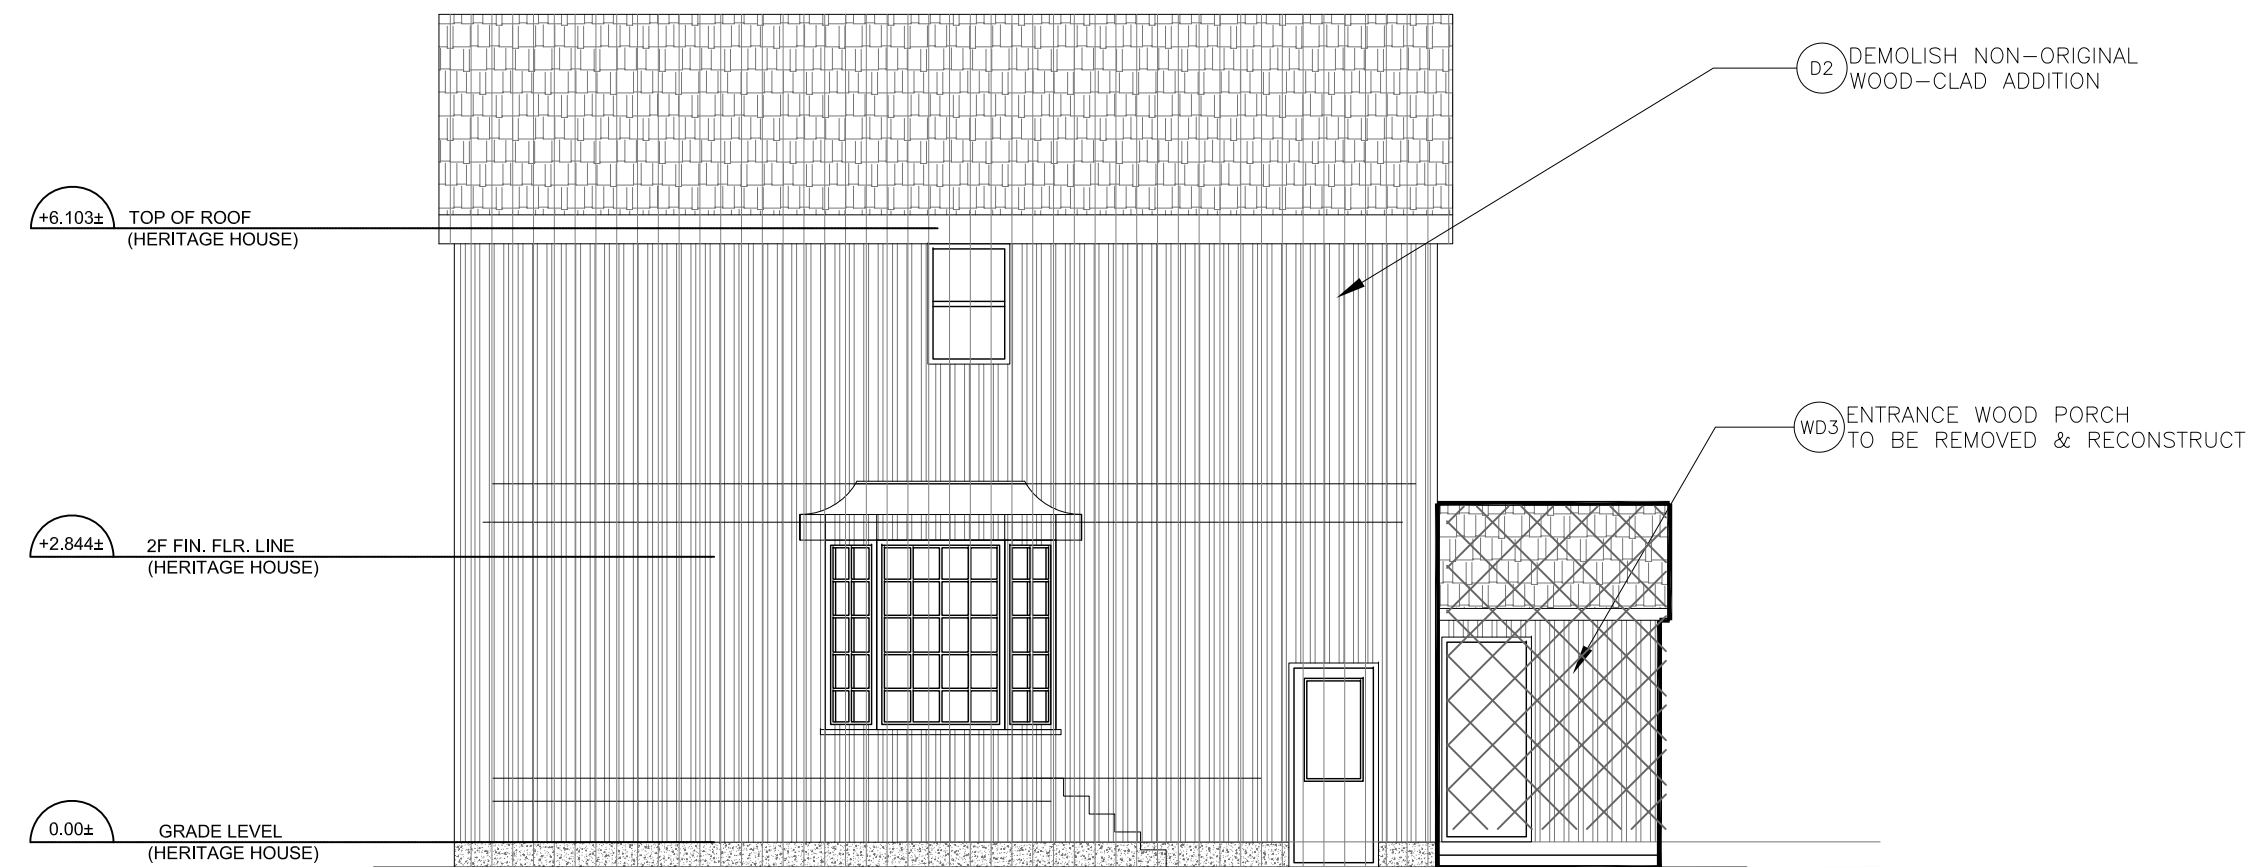 D2 DEMOLISH NON-ORIGINAL
WOOD-CLAD ADDITION
+6.103± TOP OF ROOF
(HERITAGE HOUSE)
WD3 ENTRANCE WOOD PORCH
TO BE REMOVED & RECONSTRUCT
+2.844± 2F FIN. FLR. LINE
(HERITAGE HOUSE)
0.00± GRADE LEVEL
(HERITAGE HOUSE)